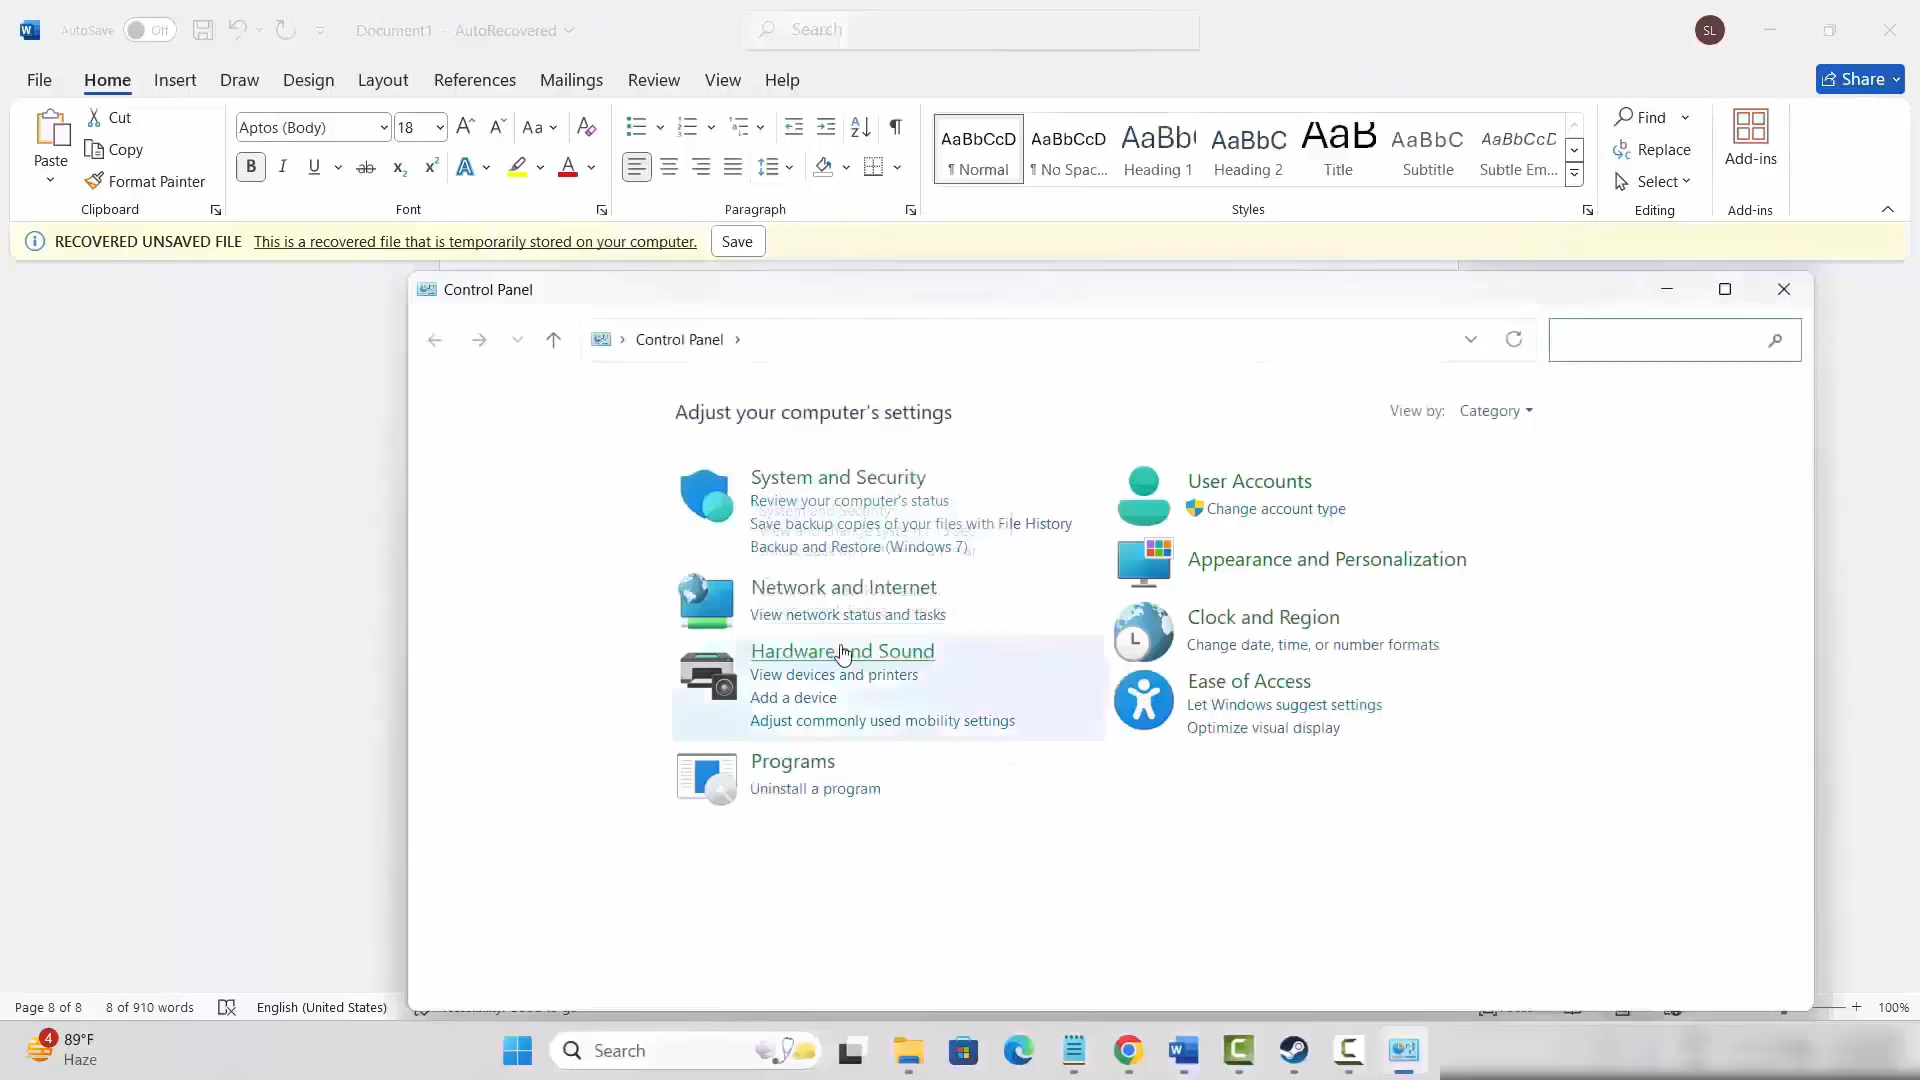 AutoSave Off Document1 - AutoRecovered Search SL
File Home Insert Draw Design Layout References Mailings Review View Help Share
Paste Cut Copy Format Painter Clipboard
Aptos (Body) 18 Aa
B I U ab x₂ x² A A
Font
Paragraph
AaBbCcD AaBbCcD AaBb( AaBbC AaB AaBbC AaBbCcD
¶ Normal ¶ No Spac... Heading 1 Heading 2 Title Subtitle Subtle Em...
Styles
Find
Replace
Select
Editing
Add-ins
Add-ins
RECOVERED UNSAVED FILE This is a recovered file that is temporarily stored on your computer. Save
Control Panel
Control Panel
Adjust your computer's settings
View by: Category
System and Security
Review your computer's status
Save backup copies of your files with File History
Backup and Restore (Windows 7)
Network and Internet
View network status and tasks
Hardware and Sound
View devices and printers
Add a device
Adjust commonly used mobility settings
Programs
Uninstall a program
User Accounts
Change account type
Appearance and Personalization
Clock and Region
Change date, time, or number formats
Ease of Access
Let Windows suggest settings
Optimize visual display
Page 8 of 8 8 of 910 words English (United States) 100%
4 89°F
Haze
Search